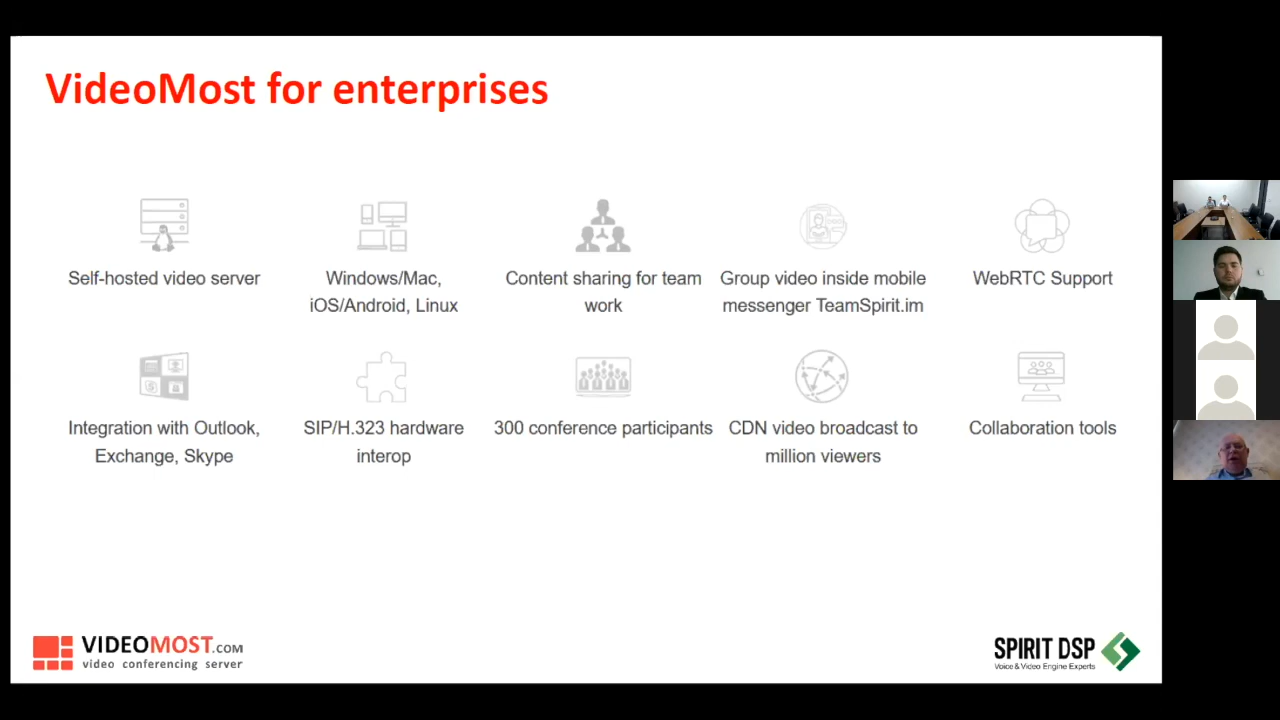 VideoMost for enterprises
Self-hosted video server
Windows/Mac,
iOS/Android, Linux
Content sharing for team
work
Group video inside mobile
messenger TeamSpirit.im
WebRTC Support
Integration with Outlook,
Exchange, Skype
SIP/H.323 hardware
interop
300 conference participants
CDN video broadcast to
million viewers
Collaboration tools
VIDEOMOST.COM
video conferencing server
SPIRIT DSP
Voice & Video Engine Experts